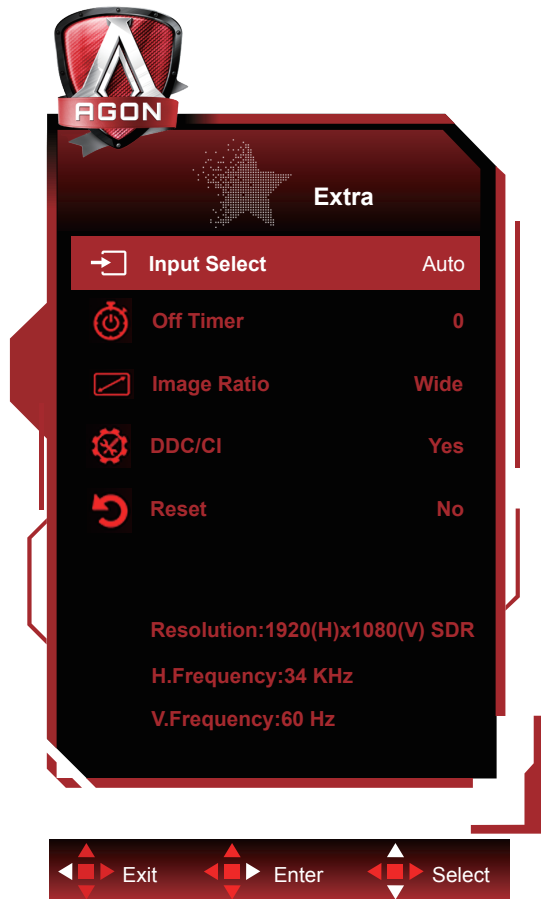 AGON
Extra
Input Select Auto
Off Timer 0
Image Ratio Wide
DDC/CI Yes
Reset No
Resolution:1920(H)x1080(V) SDR
H.Frequency:34 KHz
V.Frequency:60 Hz
Exit Enter Select